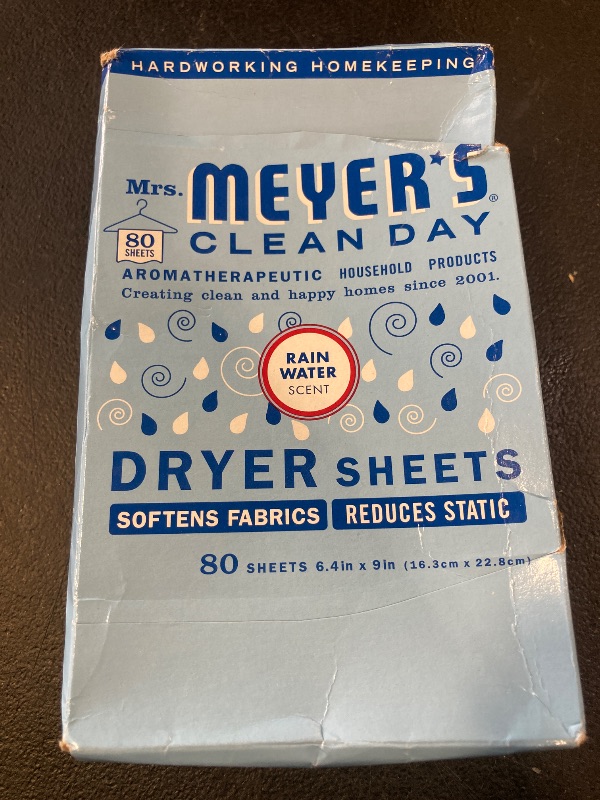 HARDWORKING HOMEKEEPING
Mrs. MEYER'S®
CLEAN DAY
80
SHEETS
AROMATHERAPEUTIC HOUSEHOLD PRODUCTS
Creating clean and happy homes since 2001.
RAIN
WATER
SCENT
DRYER SHEETS
SOFTENS FABRICS REDUCES STATIC
80 SHEETS 6.4in x 9in (16.3cm x 22.8cm)